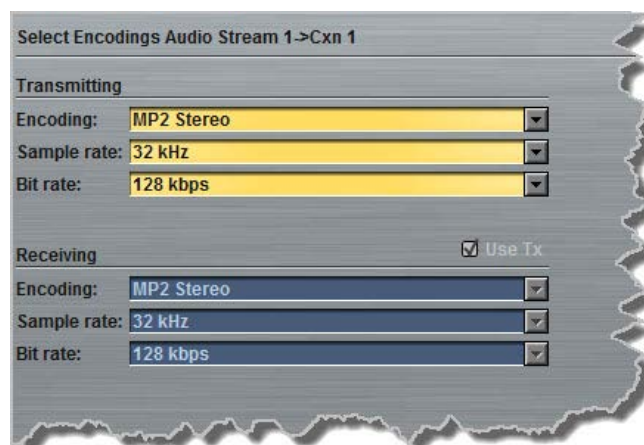 Select Encodings Audio Stream 1->Cxn 1
Transmitting
Encoding: MP2 Stereo
Sample rate: 32 kHz
Bit rate: 128 kbps
Receiving Use Tx
Encoding: MP2 Stereo
Sample rate: 32 kHz
Bit rate: 128 kbps